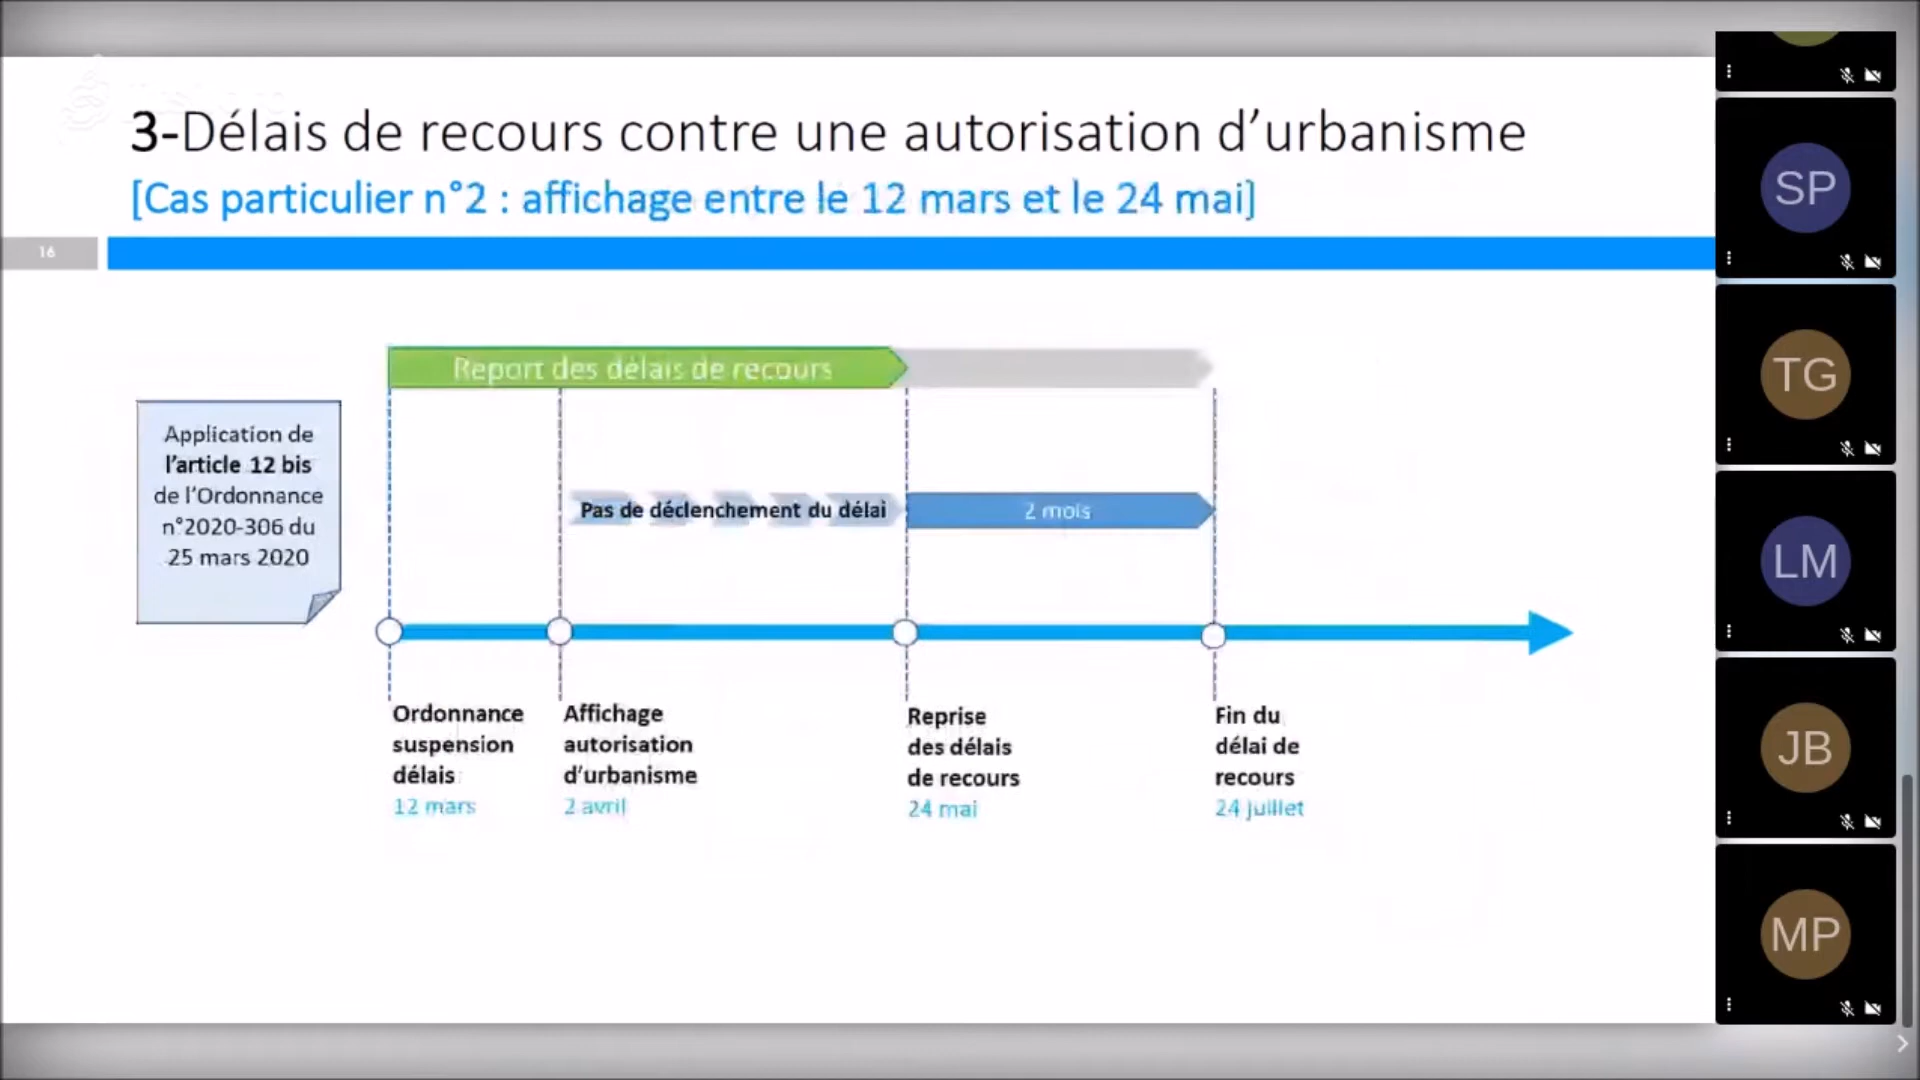 3-Délais de recours contre une autorisation d’urbanisme
[Cas particulier n°2 : affichage entre le 12 mars et le 24 mai]
16
Report des délais de recours
Application de
l’article 12 bis
de l’Ordonnance
n°2020-306 du
25 mars 2020
Pas de déclenchement du délai
2 mois
Ordonnance
suspension
délais
12 mars
Affichage
autorisation
d’urbanisme
2 avril
Reprise
des délais
de recours
24 mai
Fin du
délai de
recours
24 juillet
SP
TG
LM
JB
MP